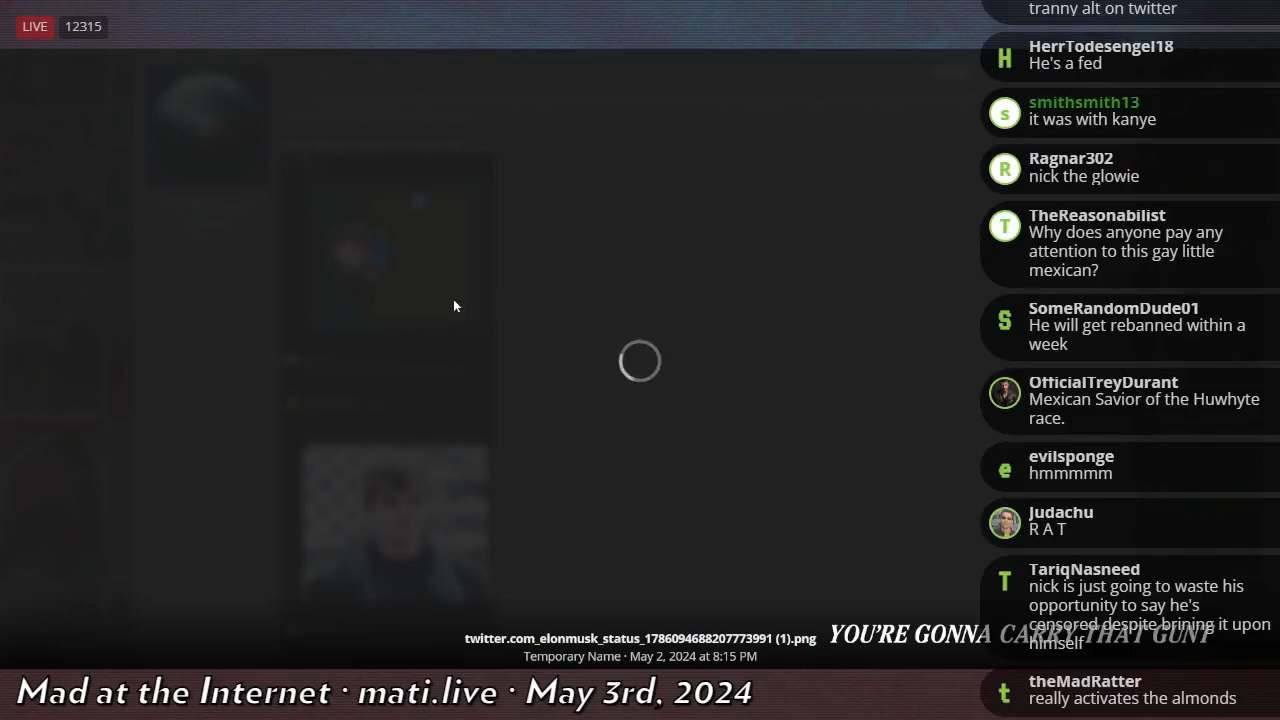 LIVE 12315
tranny alt on twitter
H
HerrTodesengel18
He's a fed
s
smithsmith13
it was with kanye
R
Ragnar302
nick the glowie
T
TheReasonabilist
Why does anyone pay any
attention to this gay little
mexican?
S
SomeRandomDude01
He will get rebanned within a
week
OfficialTreyDurant
Mexican Savior of the Huwhyte
race.
e
evilsponge
hmmmmm
Judachu
R A T
T
TariqNasneed
nick is just going to waste his
opportunity to say he's
censored despite brining it upon
himself
twitter.com_elonmusk_status_1786094688207773991 (1).png
YOU'RE GONNA CARRY THAT GUNT
Temporary Name · May 2, 2024 at 8:15 PM
t
theMadRatter
really activates the almonds
Mad at the Internet · mati.live · May 3rd, 2024